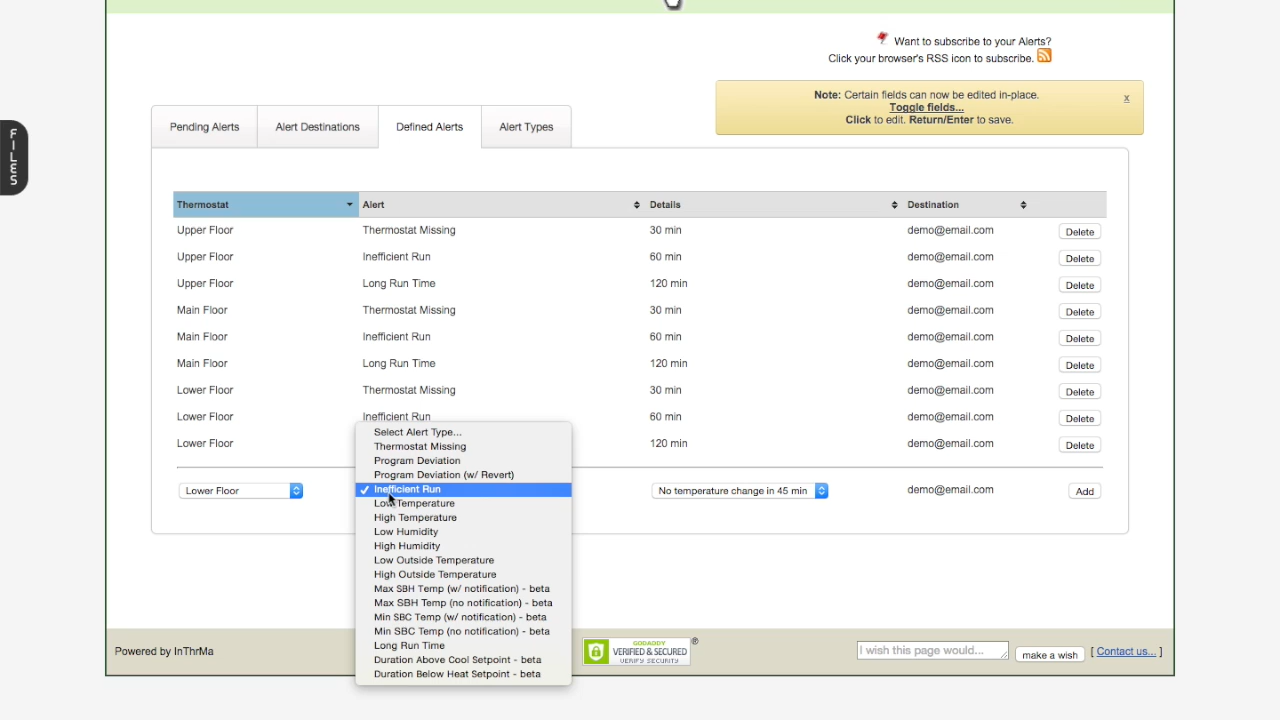 Want to subscribe to your Alerts?
Click your browser's RSS icon to subscribe.
Note: Certain fields can now be edited in-place.
x
Toggle fields...
Click to edit. Return/Enter to save.
FILES
Pending Alerts
Alert Destinations
Defined Alerts
Alert Types
Thermostat Alert Details Destination
Upper Floor Thermostat Missing 30 min demo@email.com Delete
Upper Floor Inefficient Run 60 min demo@email.com Delete
Upper Floor Long Run Time 120 min demo@email.com Delete
Main Floor Thermostat Missing 30 min demo@email.com Delete
Main Floor Inefficient Run 60 min demo@email.com Delete
Main Floor Long Run Time 120 min demo@email.com Delete
Lower Floor Thermostat Missing 30 min demo@email.com Delete
Lower Floor Inefficient Run 60 min demo@email.com Delete
Lower Floor 120 min demo@email.com Delete
Lower Floor No temperature change in 45 min demo@email.com Add
Select Alert Type...
Thermostat Missing
Program Deviation
Program Deviation (w/ Revert)
✓ Inefficient Run
Low Temperature
High Temperature
Low Humidity
High Humidity
Low Outside Temperature
High Outside Temperature
Max SBH Temp (w/ notification) - beta
Max SBH Temp (no notification) - beta
Min SBC Temp (w/ notification) - beta
Min SBC Temp (no notification) - beta
Long Run Time
Duration Above Cool Setpoint - beta
Duration Below Heat Setpoint - beta
Powered by InThrMa
GODADDY
VERIFIED & SECURED
VERIFY SECURITY
®
I wish this page would...
make a wish
[ Contact us... ]